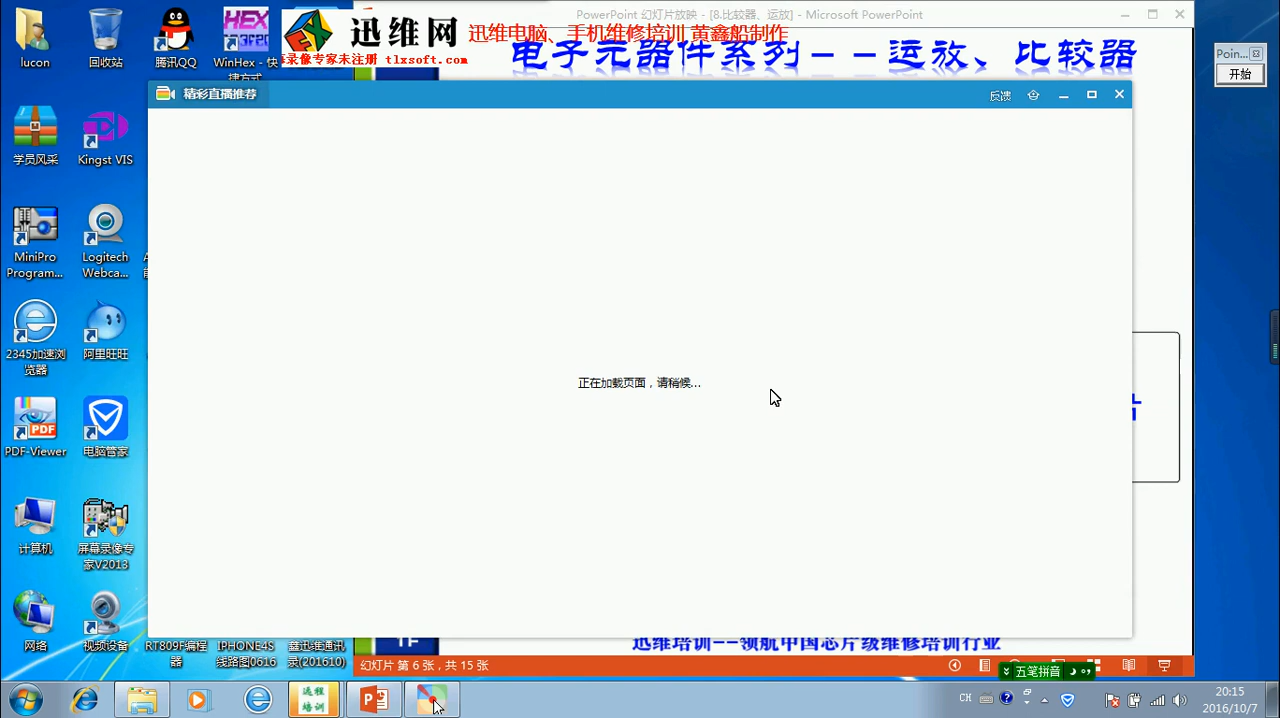 PowerPoint 幻灯片放映 - [8.比较器、运放] - Microsoft PowerPoint
迅维网
迅维电脑、手机维修培训 黄鑫船制作
录像专家未注册 tlxsoft.com
电子元器件系列--运放、比较器
lucon
回收站
腾讯QQ
WinHex - 快捷方式
Poin...
开始
精彩直播推荐
反馈
学员风采
Kingst VIS
MiniPro Program...
Logitech Webca...
2345加速浏览器
阿里旺旺
正在加载页面，请稍候...
PDF-Viewer
电脑管家
计算机
屏幕录像专家V2013
网络
视频设备
RT809F编程器
IPHONE4S线路图0616
鑫迅维通讯录(201610)
迅维培训--领航中国芯片级维修培训行业
幻灯片 第 6 张，共 15 张
五笔拼音
远程培训
CH
20:15
2016/10/7